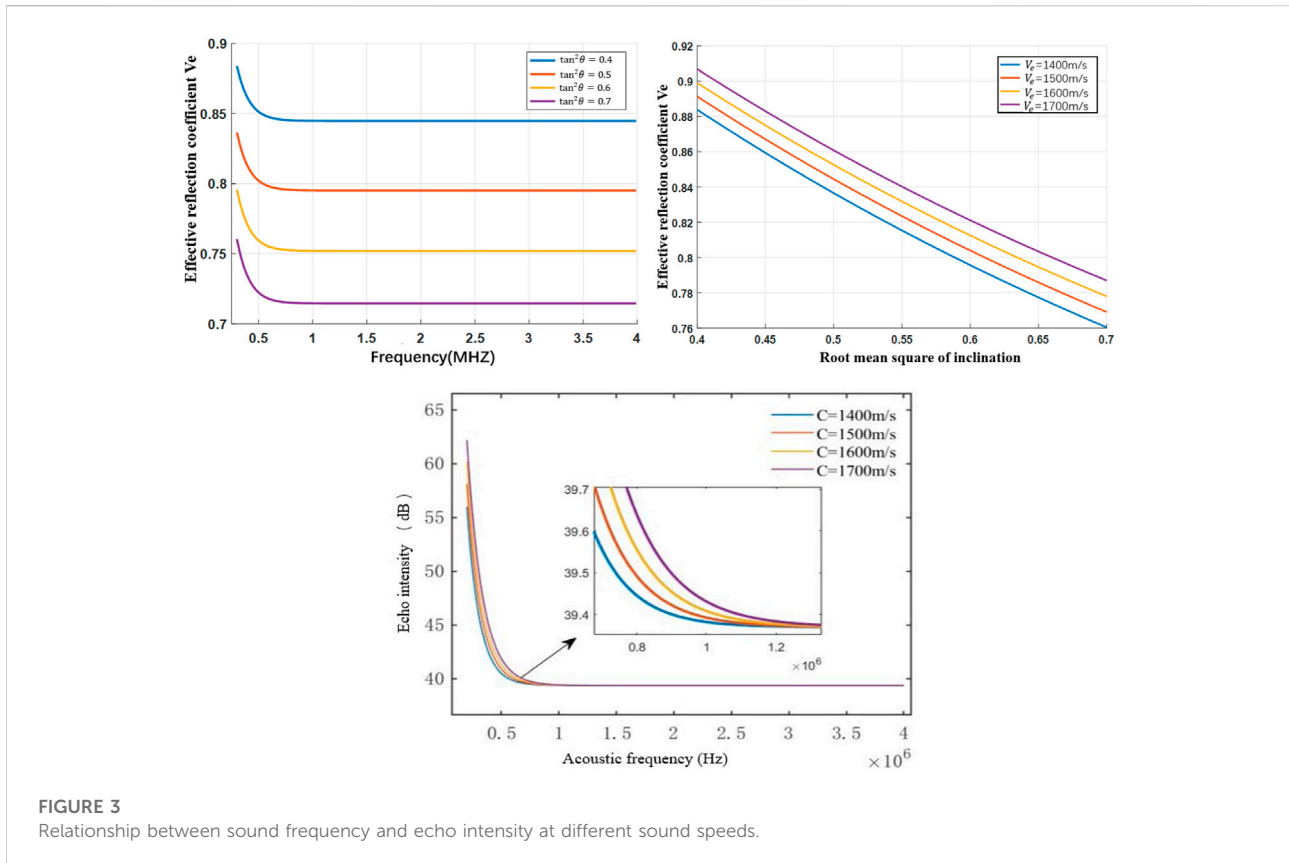 0.9
0.85
0.8
0.75
0.7
Effective reflection coefficient Ve
tan²θ = 0.4
tan²θ = 0.5
tan²θ = 0.6
tan²θ = 0.7
0.5 1 1.5 2 2.5 3 3.5 4
Frequency(MHZ)
0.92
0.9
0.88
0.86
0.84
0.82
0.8
0.78
0.76
Effective reflection coefficient Ve
Vₑ=1400m/s
Vₑ=1500m/s
Vₑ=1600m/s
Vₑ=1700m/s
0.4 0.45 0.5 0.55 0.6 0.65 0.7
Root mean square of inclination
65
60
55
50
45
40
Echo intensity ( dB )
C=1400m/s
C=1500m/s
C=1600m/s
C=1700m/s
39.7
39.6
39.5
39.4
0.8 1 1.2
×10⁶
0.5 1 1.5 2 2.5 3 3.5 4
Acoustic frequency (Hz)
×10⁶
FIGURE 3
Relationship between sound frequency and echo intensity at different sound speeds.